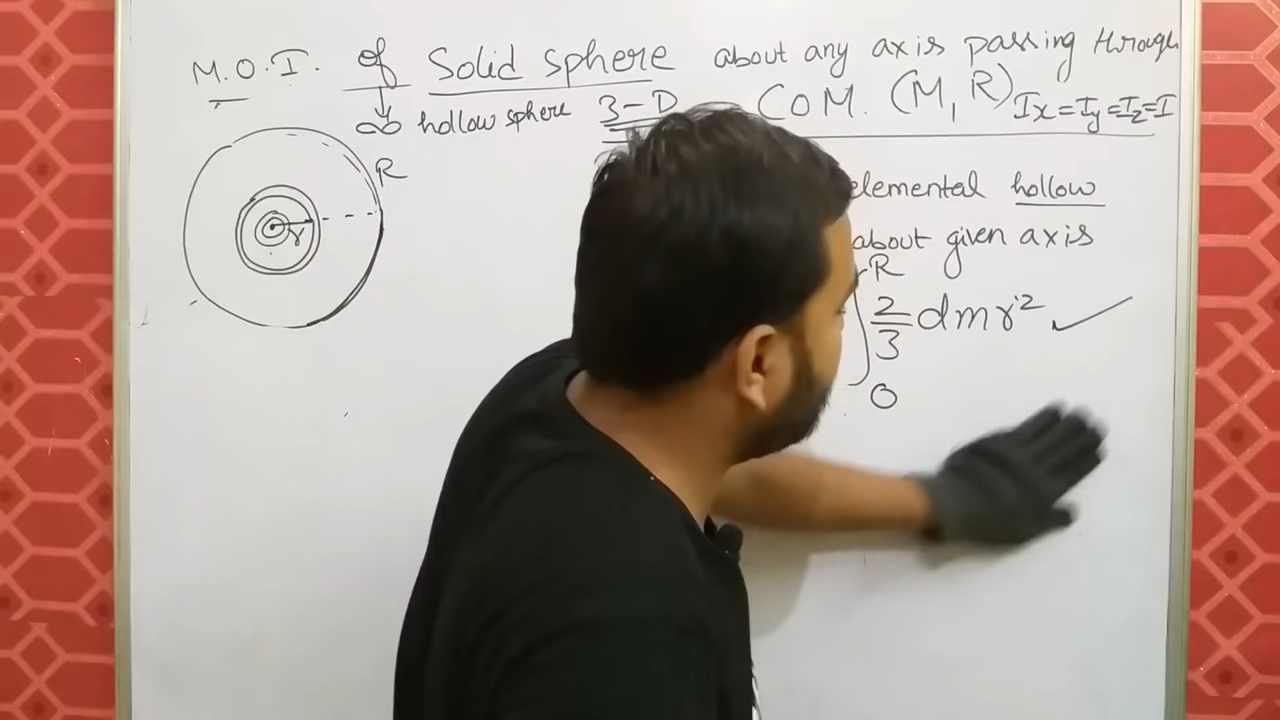 M.O.I. of Solid sphere about any axis passing through
∞ hollow sphere 3-D COM. (M, R) Ix=Iy=Iz=I
R
r
elemental hollow
about given axis
∫ R
2/3 dm r²
0